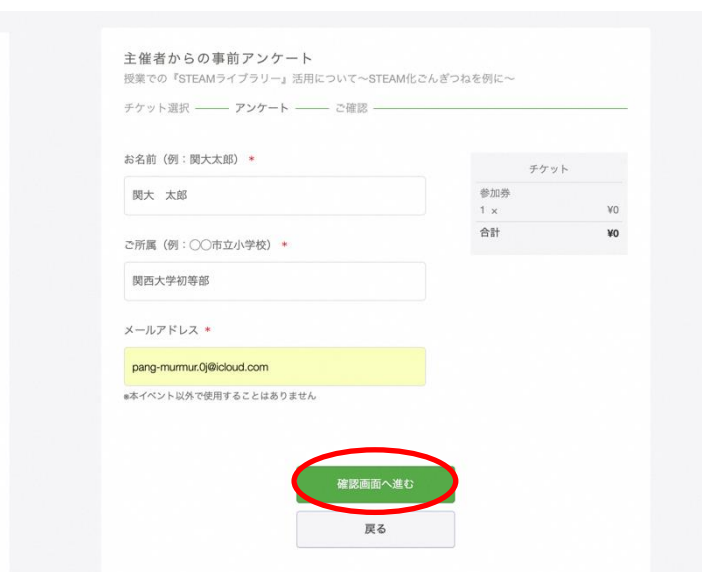 主催者からの事前アンケート
授業での『STEAMライブラリー』活用について〜STEAM化ごんぎつねを例に〜
チケット選択 アンケート ご確認
お名前（例：関大太郎） *
関大　太郎
ご所属（例：〇〇市立小学校） *
関西大学初等部
メールアドレス *
pang-murmur.0j@icloud.com
※本イベント以外で使用することはありません
チケット
参加券
1 × ¥0
合計 ¥0
確認画面へ進む
戻る